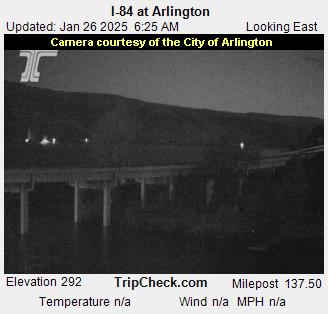 I-84 at Arlington
Updated: Jan 26 2025 6:25 AM Looking East
Camera courtesy of the City of Arlington
Elevation 292 TripCheck.com Milepost 137.50
Temperature n/a Wind n/a MPH n/a